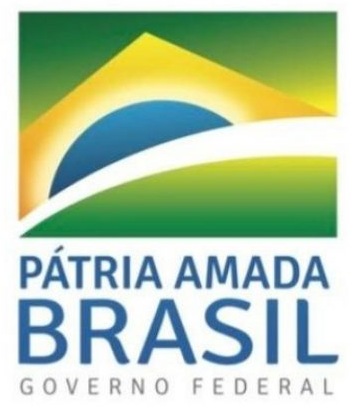 PÁTRIA AMADA
BRASIL
GOVERNO FEDERAL